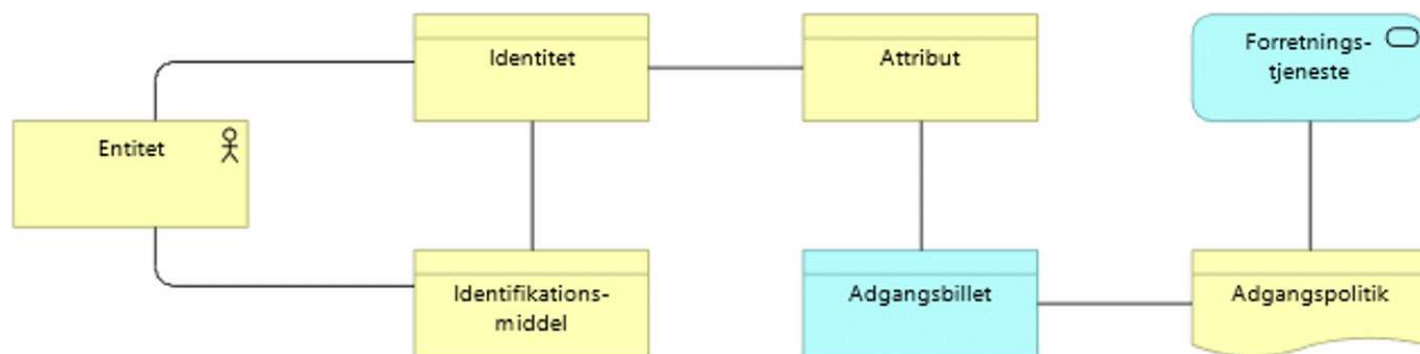 Identitet
Attribut
Forretnings-
tjeneste
Entitet
Identifikations-
middel
Adgangsbillet
Adgangspolitik